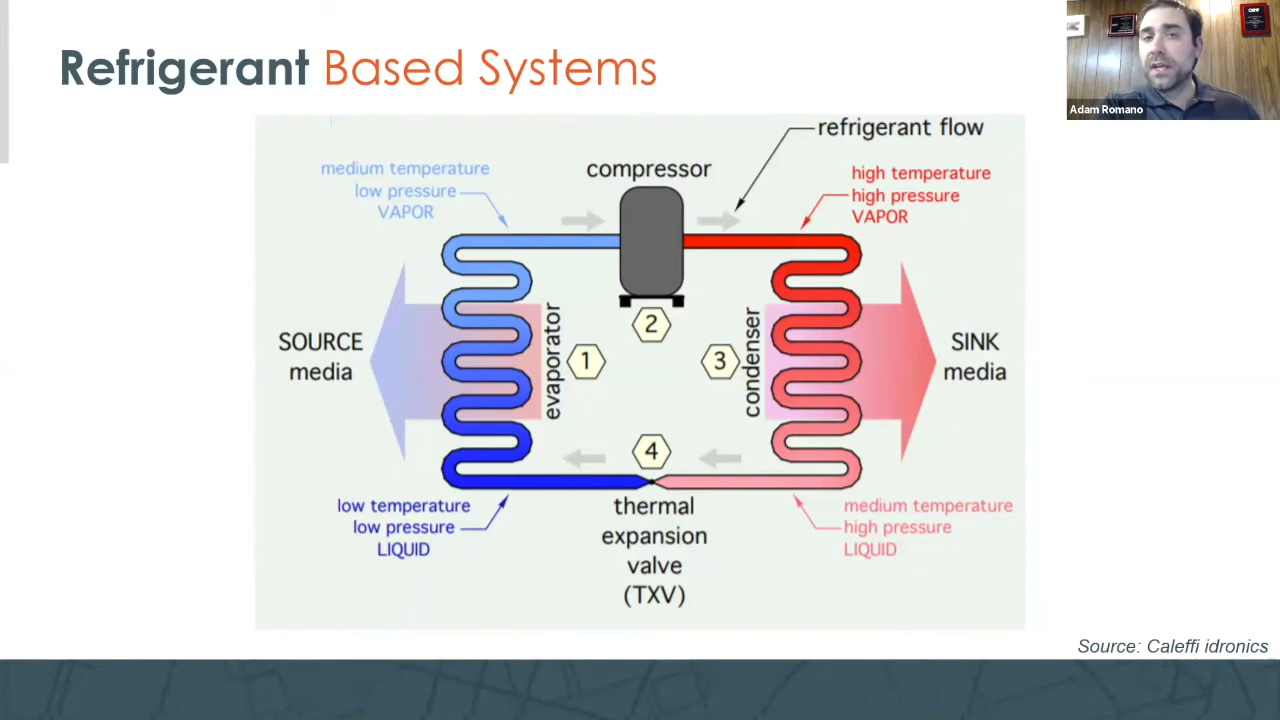 Refrigerant Based Systems
Adam Romano
refrigerant flow
compressor
medium temperature
low pressure
VAPOR
high temperature
high pressure
VAPOR
SOURCE
media
evaporator
1
2
3
condenser
SINK
media
4
low temperature
low pressure
LIQUID
thermal
expansion
valve
(TXV)
medium temperature
high pressure
LIQUID
Source: Caleffi idronics